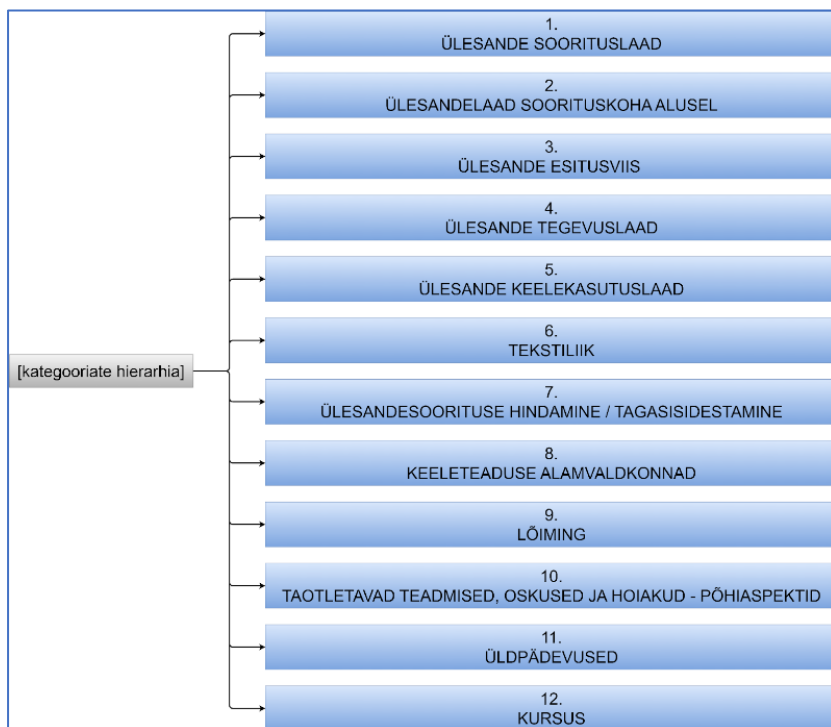 [kategooriate hierarhia]
1.
ÜLESANDE SOORITUSLAAD
2.
ÜLESANDELAAD SOORITUSKOHA ALUSEL
3.
ÜLESANDE ESITUSVIIS
4.
ÜLESANDE TEGEVUSLAAD
5.
ÜLESANDE KEELEKASUTUSLAAD
6.
TEKSTILIIK
7.
ÜLESANDESOORITUSE HINDAMINE / TAGASISIDESTAMINE
8.
KEELETEADUSE ALAMVALDKONNAD
9.
LÕIMING
10.
TAOTLETAVAD TEADMISED, OSKUSED JA HOIAKUD - PÕHIASPEKTID
11.
ÜLDPÄDEVUSED
12.
KURSUS